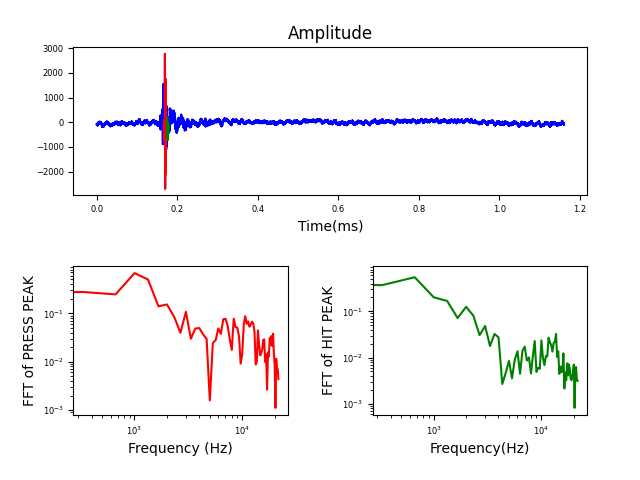 Amplitude
3000
2000
1000
0
−1000
−2000
0.0 0.2 0.4 0.6 0.8 1.0 1.2
Time(ms)
FFT of PRESS PEAK
10⁻¹
10⁻²
10⁻³
10³ 10⁴
Frequency (Hz)
FFT of HIT PEAK
10⁻¹
10⁻²
10⁻³
10³ 10⁴
Frequency(Hz)